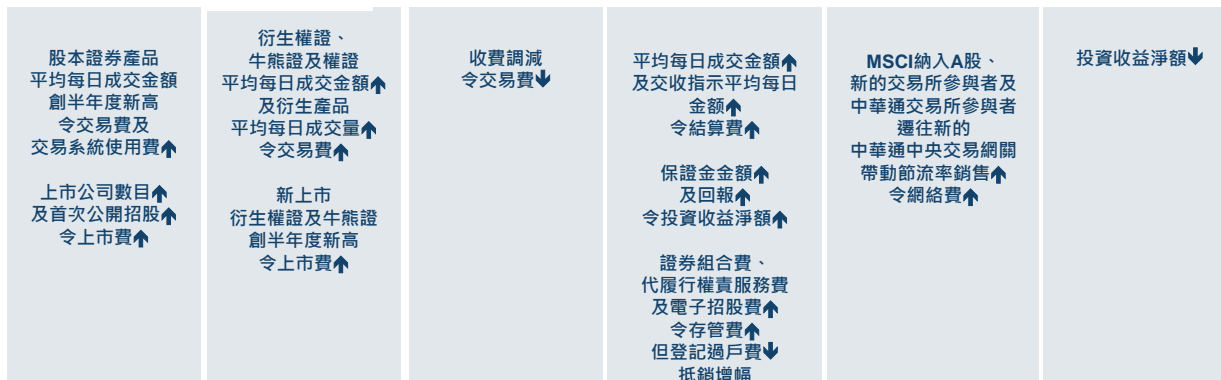 股本證券產品
平均每日成交金額
創半年度新高
令交易費及
交易系統使用費↑
上市公司數目↑
及首次公開招股↑
令上市費↑
衍生權證、
牛熊證及權證
平均每日成交金額↑
及衍生產品
平均每日成交量↑
令交易費↑
新上市
衍生權證及牛熊證
創半年度新高
令上市費↑
收費調減
令交易費↓
平均每日成交金額↑
及交收指示平均每日
金額↑
令結算費↑
保證金金額↑
及回報↑
令投資收益淨額↑
證券組合費、
代履行權責服務費
及電子招股費↑
令存管費↑
但登記過戶費↓
抵銷增幅
MSCI納入A股、
新的交易所參與者及
中華通交易所參與者
遷往新的
中華通中央交易網關
帶動節流率銷售↑
令網絡費↑
投資收益淨額↓